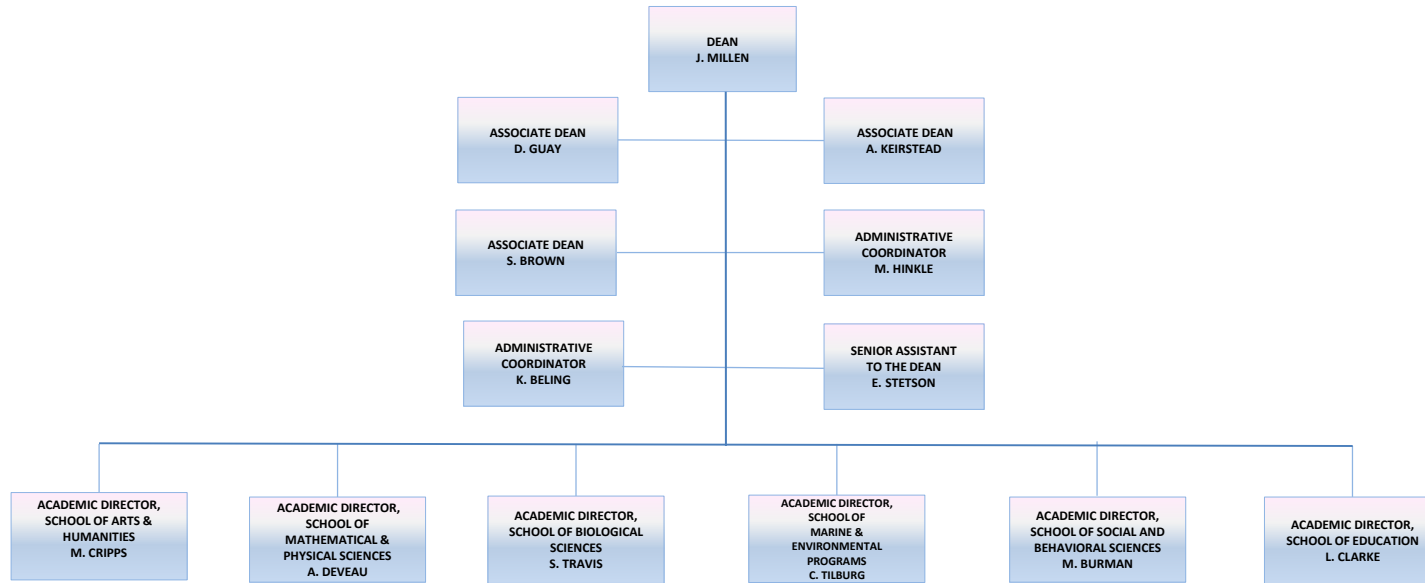 DEAN
J. MILLEN
ASSOCIATE DEAN
D. GUAY
ASSOCIATE DEAN
A. KEIRSTEAD
ASSOCIATE DEAN
S. BROWN
ADMINISTRATIVE
COORDINATOR
M. HINKLE
ADMINISTRATIVE
COORDINATOR
K. BELING
SENIOR ASSISTANT
TO THE DEAN
E. STETSON
ACADEMIC DIRECTOR,
SCHOOL OF ARTS &
HUMANITIES
M. CRIPPS
ACADEMIC DIRECTOR,
SCHOOL OF
MATHEMATICAL &
PHYSICAL SCIENCES
A. DEVEAU
ACADEMIC DIRECTOR,
SCHOOL OF BIOLOGICAL
SCIENCES
S. TRAVIS
ACADEMIC DIRECTOR,
SCHOOL OF
MARINE &
ENVIRONMENTAL
PROGRAMS
C. TILBURG
ACADEMIC DIRECTOR,
SCHOOL OF SOCIAL AND
BEHAVIORAL SCIENCES
M. BURMAN
ACADEMIC DIRECTOR,
SCHOOL OF EDUCATION
L. CLARKE